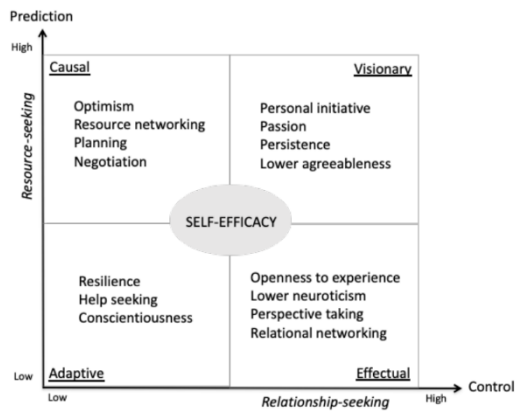 Prediction
High
Causal
Visionary
Optimism
Resource networking
Planning
Negotiation
Personal initiative
Passion
Persistence
Lower agreeableness
Resource-seeking
SELF-EFFICACY
Resilience
Help seeking
Conscientiousness
Openness to experience
Lower neuroticism
Perspective taking
Relational networking
Low
Adaptive
Effectual
Control
Low
Relationship-seeking
High